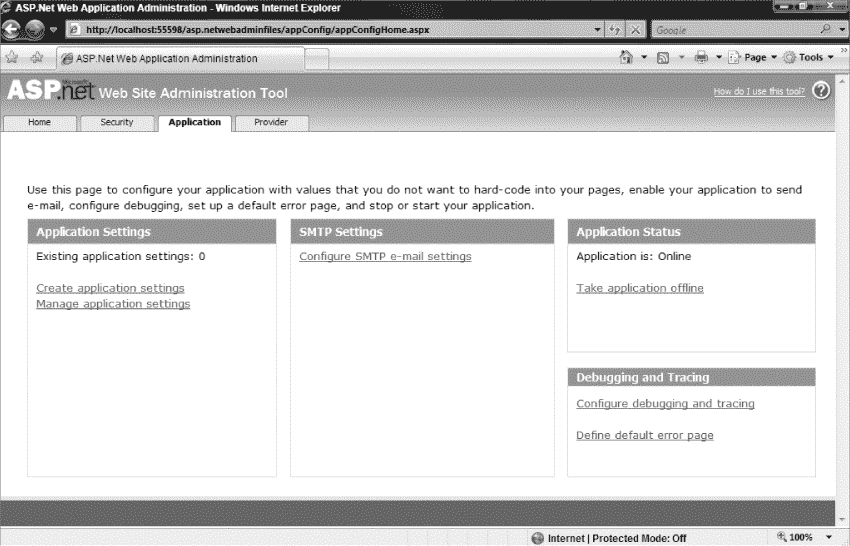 ASP.Net Web Application Administration - Windows Internet Explorer
http://localhost:55598/asp.netwebadminfiles/appConfig/appConfigHome.aspx
Google
ASP.Net Web Application Administration
Page
Tools
Microsoft
ASP.net Web Site Administration Tool
How do I use this tool?
?
Home
Security
Application
Provider
Use this page to configure your application with values that you do not want to hard-code into your pages, enable your application to send
e-mail, configure debugging, set up a default error page, and stop or start your application.
Application Settings
Existing application settings: 0
Create application settings
Manage application settings
SMTP Settings
Configure SMTP e-mail settings
Application Status
Application is: Online
Take application offline
Debugging and Tracing
Configure debugging and tracing
Define default error page
Internet | Protected Mode: Off
100%